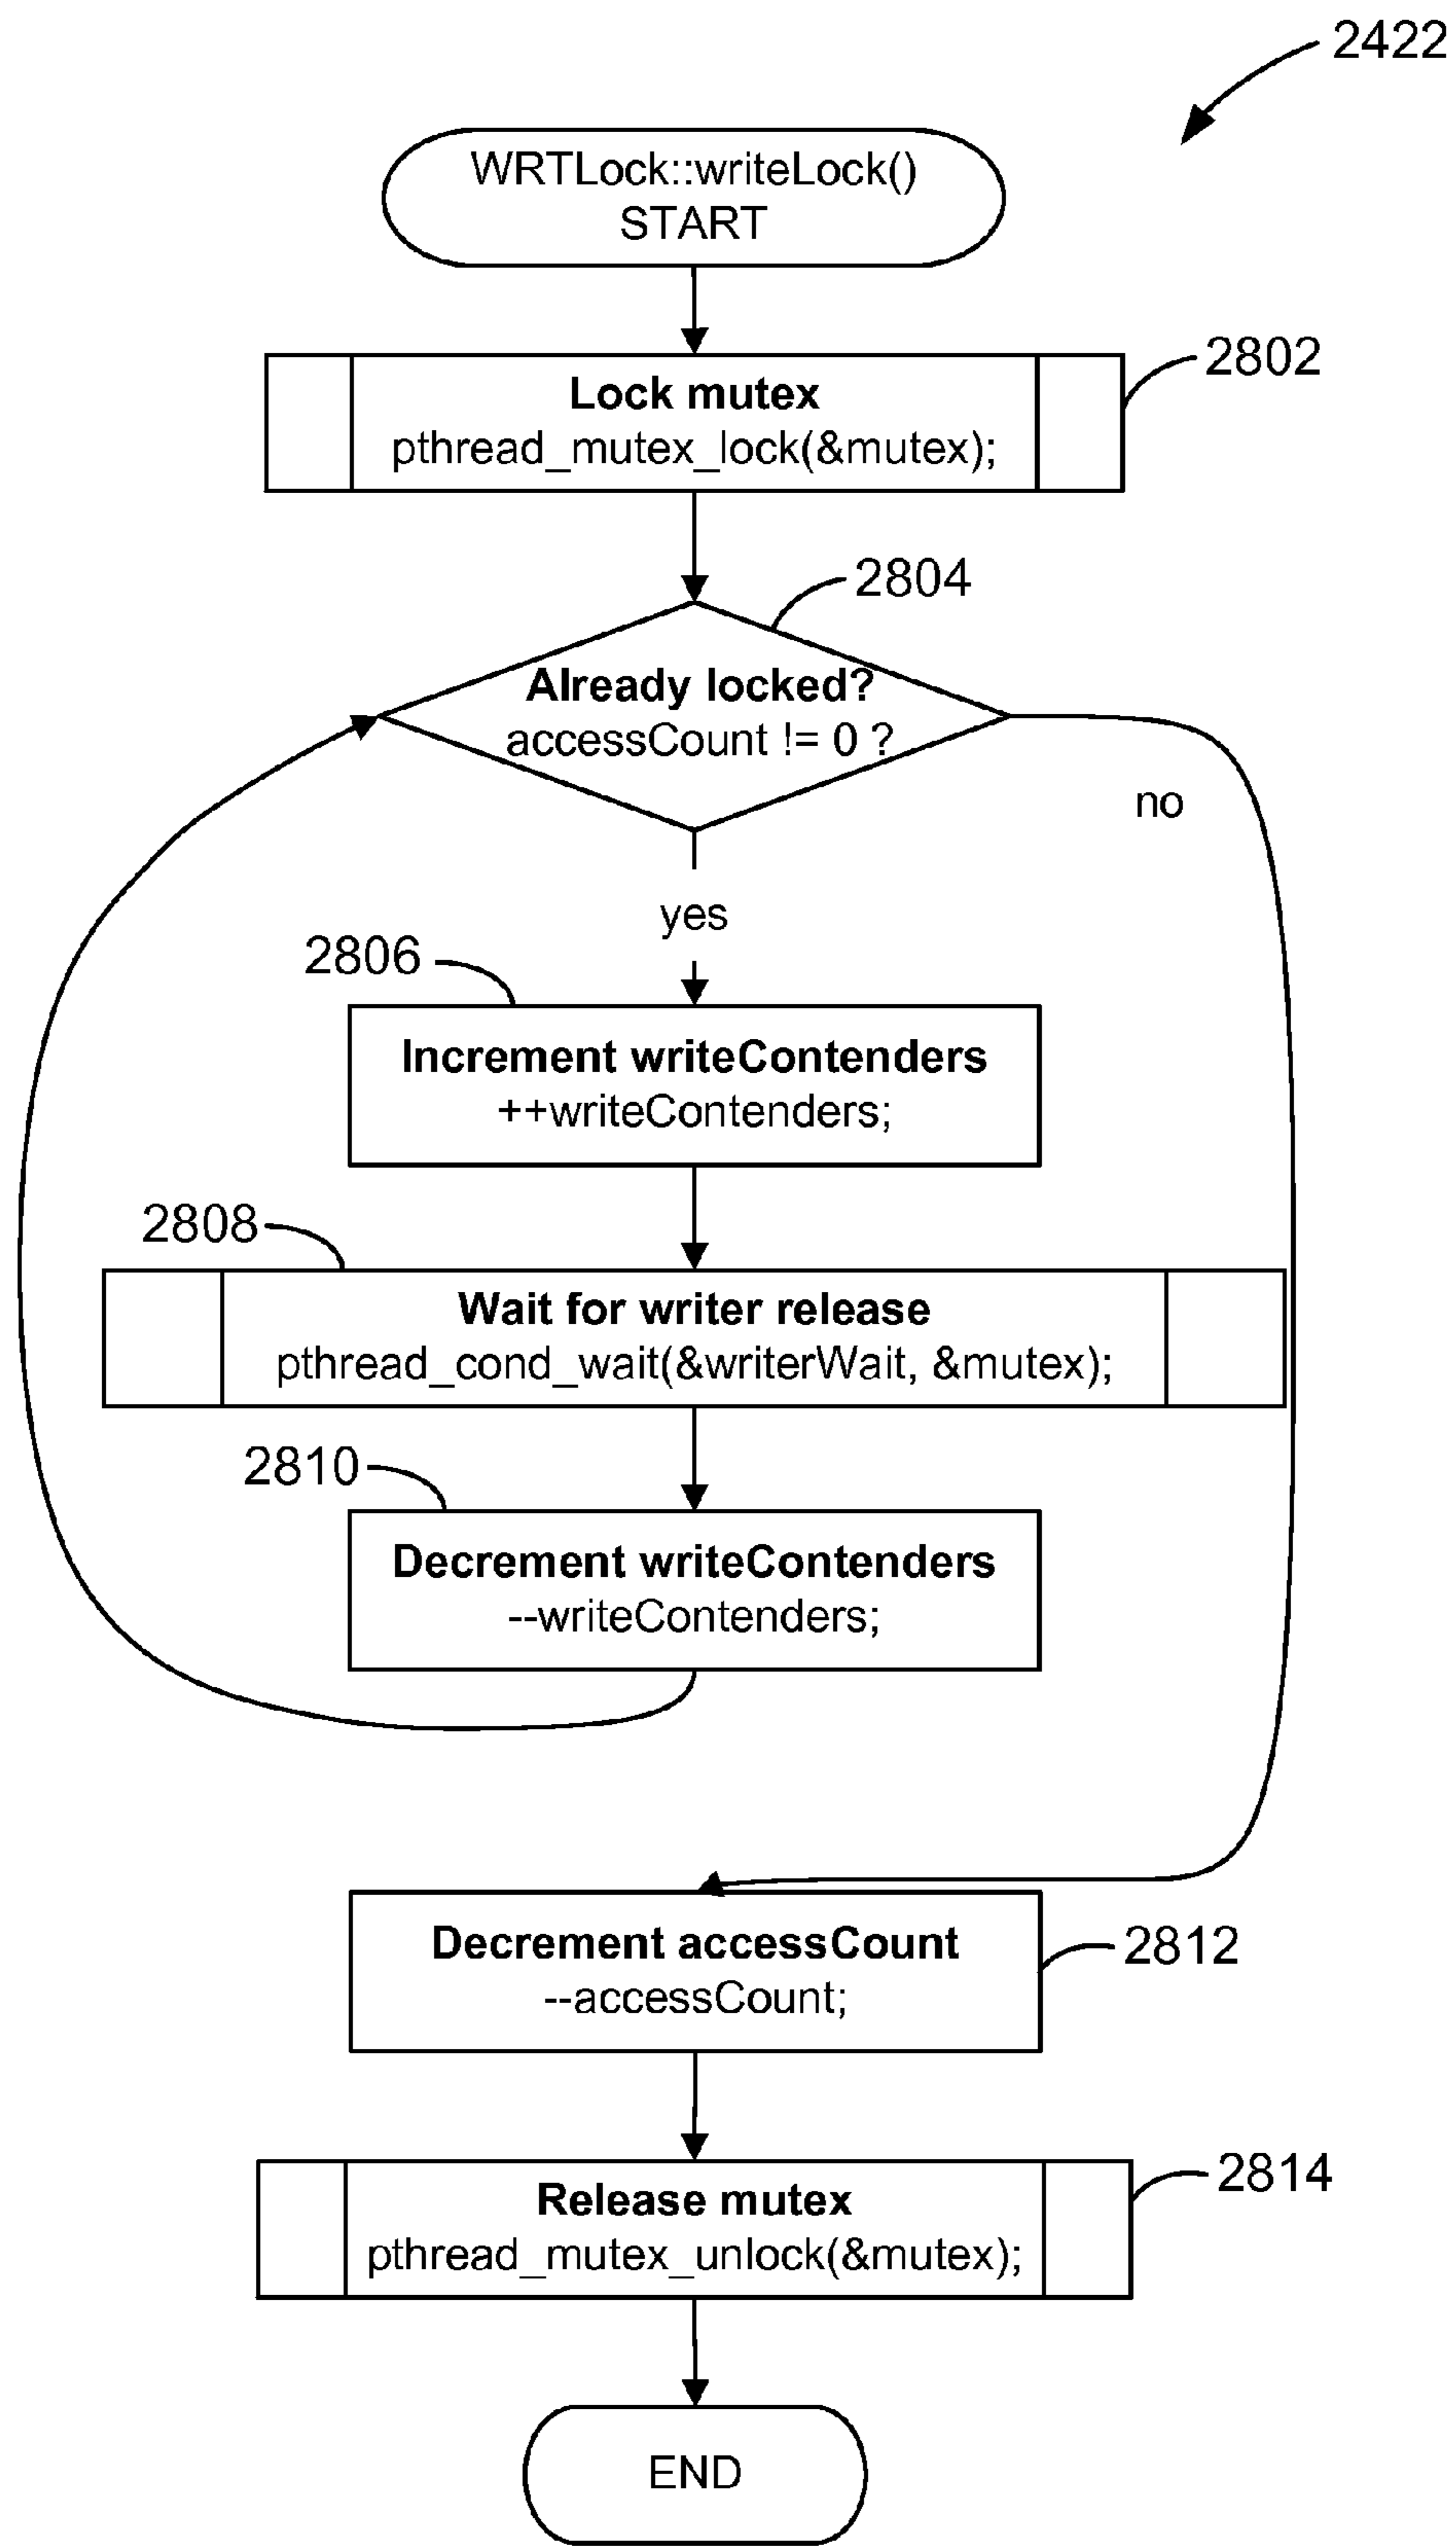 2422
WRTLock::writeLock()
START
2802
Lock mutex
pthread_mutex_lock(&mutex);
2804
Already locked?
accessCount != 0 ?
no
yes
2806
Increment writeContenders
++writeContenders;
2808
Wait for writer release
pthread_cond_wait(&writerWait, &mutex);
2810
Decrement writeContenders
--writeContenders;
Decrement accessCount
--accessCount;
2812
2814
Release mutex
pthread_mutex_unlock(&mutex);
END